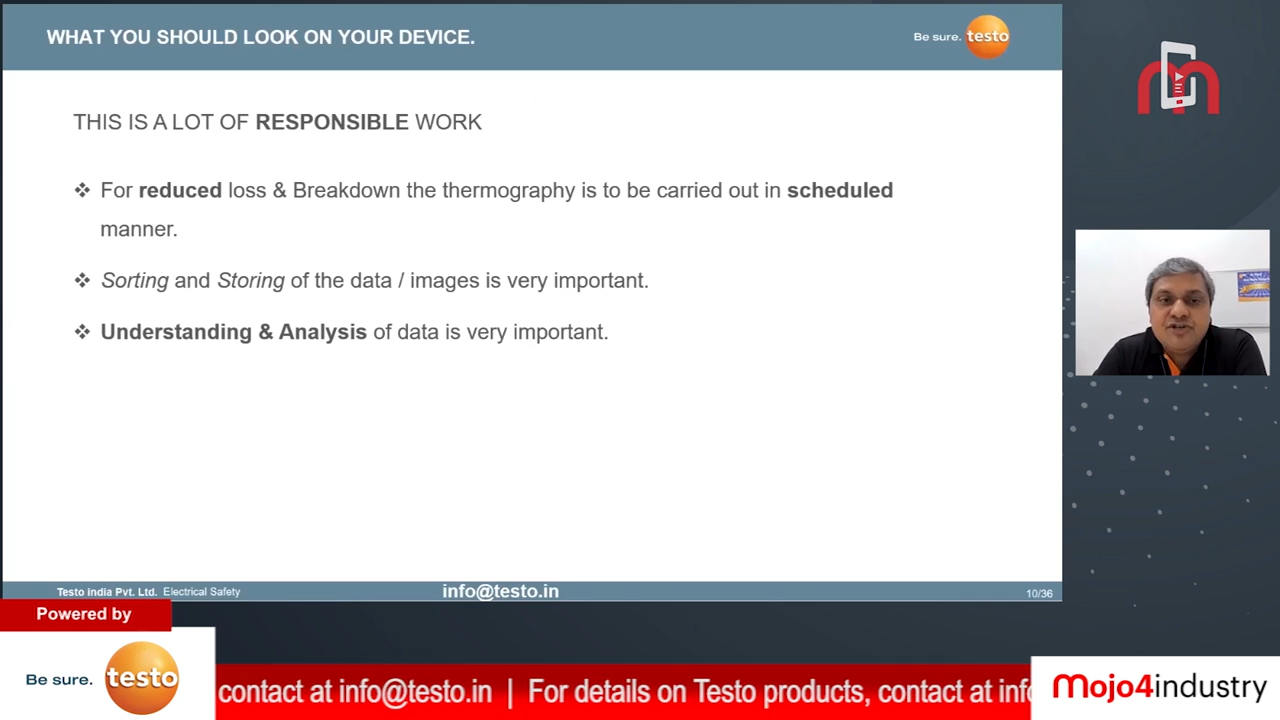 WHAT YOU SHOULD LOOK ON YOUR DEVICE.
Be sure. testo
THIS IS A LOT OF RESPONSIBLE WORK
❖ For reduced loss & Breakdown the thermography is to be carried out in scheduled
manner.
❖ Sorting and Storing of the data / images is very important.
❖ Understanding & Analysis of data is very important.
Testo india Pvt. Ltd. Electrical Safety
info@testo.in
10/36
Powered by
Be sure. testo
contact at info@testo.in | For details on Testo products, contact at info
Mojo4industry